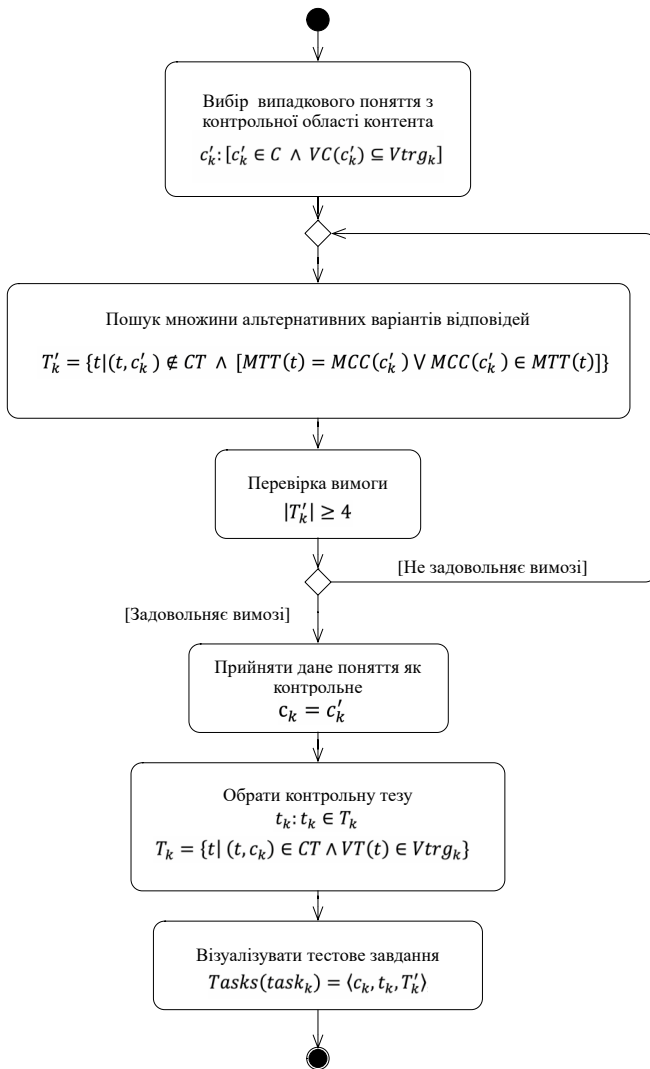 Вибір випадкового поняття з
контрольної області контента
c′ₖ: [c′ₖ ∈ C ∧ VC(c′ₖ) ⊆ Vtrgₖ]
Пошук множини альтернативних варіантів відповідей
T′ₖ = {t|(t, c′ₖ) ∉ CT ∧ [MTT(t) = MCC(c′ₖ) ⋁ MCC(c′ₖ) ∈ MTT(t)]}
Перевірка вимоги
|T′ₖ| ≥ 4
[Не задовольняє вимозі]
[Задовольняє вимозі]
Прийняти дане поняття як
контрольне
cₖ = c′ₖ
Обрати контрольну тезу
tₖ: tₖ ∈ Tₖ
Tₖ = {t| (t, cₖ) ∈ CT ∧ VT(t) ∈ Vtrgₖ}
Візуалізувати тестове завдання
Tasks(taskₖ) = ⟨cₖ, tₖ, T′ₖ⟩